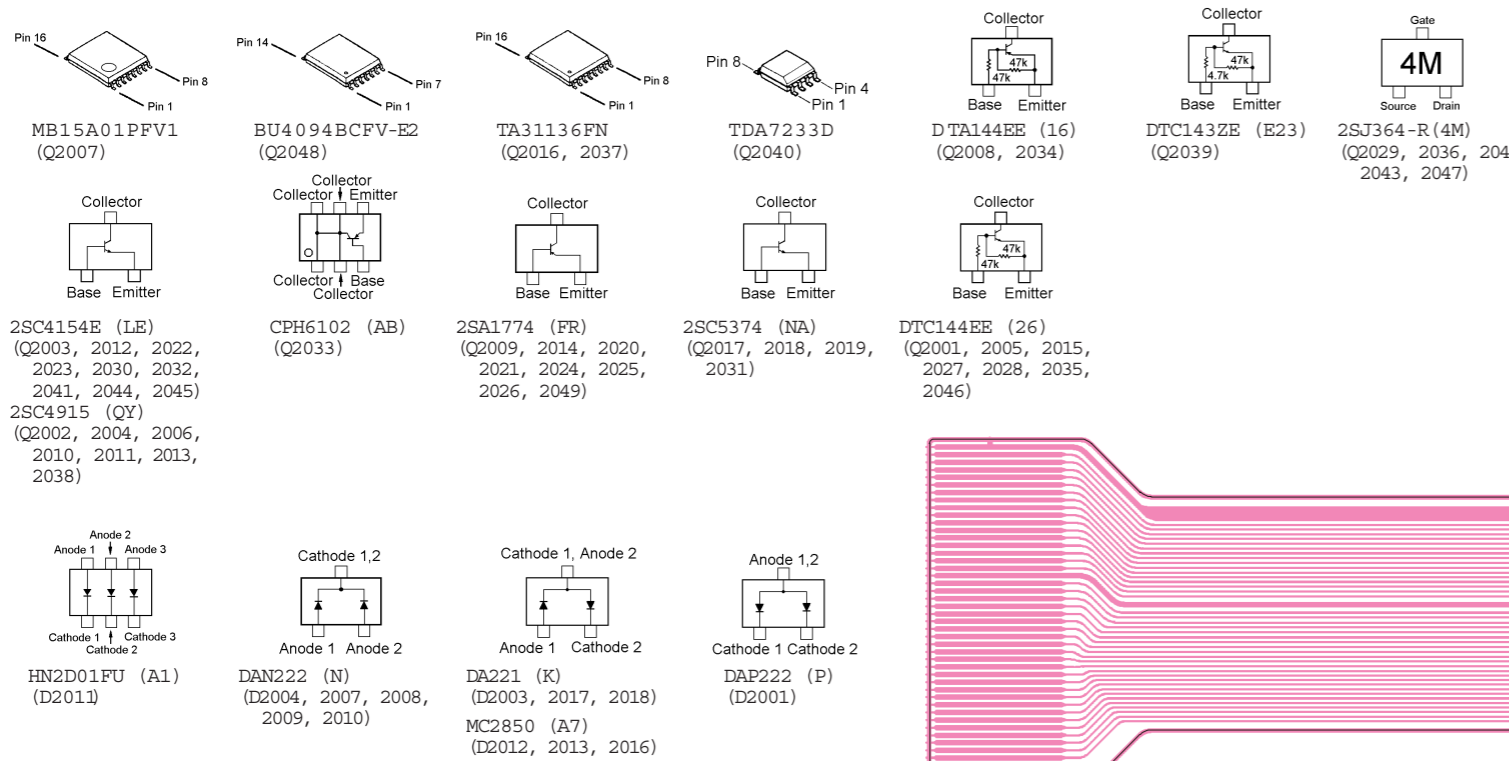 Pin 16
Pin 8
Pin 1
MB15A01PFV1
(Q2007)
Pin 14
Pin 7
Pin 1
BU4094BCFV-E2
(Q2048)
Pin 16
Pin 8
Pin 1
TA31136FN
(Q2016, 2037)
Pin 8
Pin 4
Pin 1
TDA7233D
(Q2040)
Collector
47k
47k
Base Emitter
DTA144EE (16)
(Q2008, 2034)
Collector
47k
4.7k
Base Emitter
DTC143ZE (E23)
(Q2039)
Gate
4M
Source Drain
2SJ364-R(4M)
(Q2029, 2036, 204
2043, 2047)
Collector
Base Emitter
2SC4154E (LE)
(Q2003, 2012, 2022,
2023, 2030, 2032,
2041, 2044, 2045)
2SC4915 (QY)
(Q2002, 2004, 2006,
2010, 2011, 2013,
2038)
Collector
Collector Emitter
Collector Base
Collector
CPH6102 (AB)
(Q2033)
Collector
Base Emitter
2SA1774 (FR)
(Q2009, 2014, 2020,
2021, 2024, 2025,
2026, 2049)
Collector
Base Emitter
2SC5374 (NA)
(Q2017, 2018, 2019,
2031)
Collector
47k
47k
Base Emitter
DTC144EE (26)
(Q2001, 2005, 2015,
2027, 2028, 2035,
2046)
Anode 2
Anode 1 Anode 3
Cathode 1 Cathode 3
Cathode 2
HN2D01FU (A1)
(D2011)
Cathode 1,2
Anode 1 Anode 2
DAN222 (N)
(D2004, 2007, 2008,
2009, 2010)
Cathode 1, Anode 2
Anode 1 Cathode 2
DA221 (K)
(D2003, 2017, 2018)
MC2850 (A7)
(D2012, 2013, 2016)
Anode 1,2
Cathode 1 Cathode 2
DAP222 (P)
(D2001)